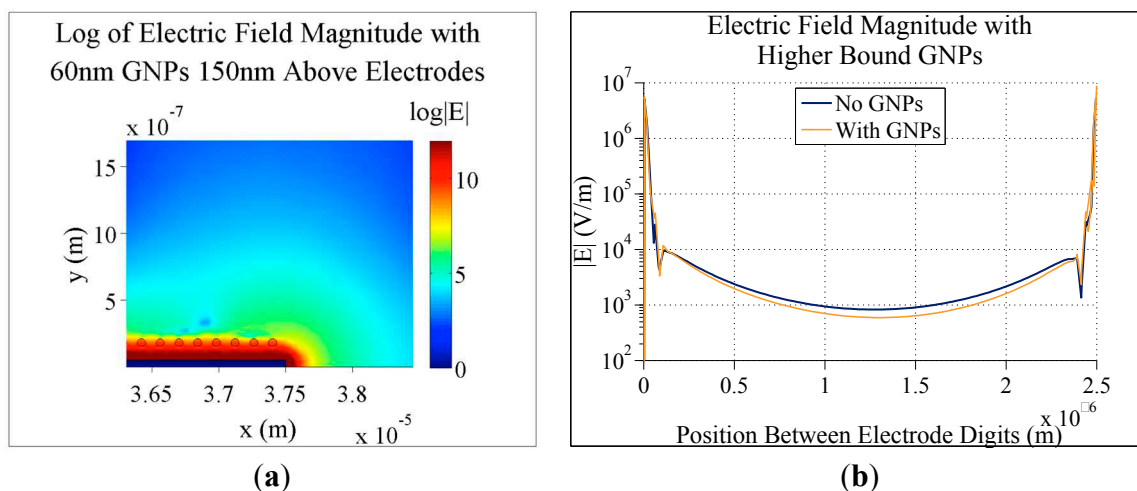 Log of Electric Field Magnitude with
60nm GNPs 150nm Above Electrodes
log|E|
x 10⁻⁷
15
10
5
y (m)
10
5
0
3.65 3.7 3.75 3.8
x (m)
x 10⁻⁵
(a)
Electric Field Magnitude with
Higher Bound GNPs
No GNPs
With GNPs
10⁷
10⁶
10⁵
10⁴
10³
10²
|E| (V/m)
0 0.5 1 1.5 2 2.5
x 10⁻⁶
Position Between Electrode Digits (m)
(b)